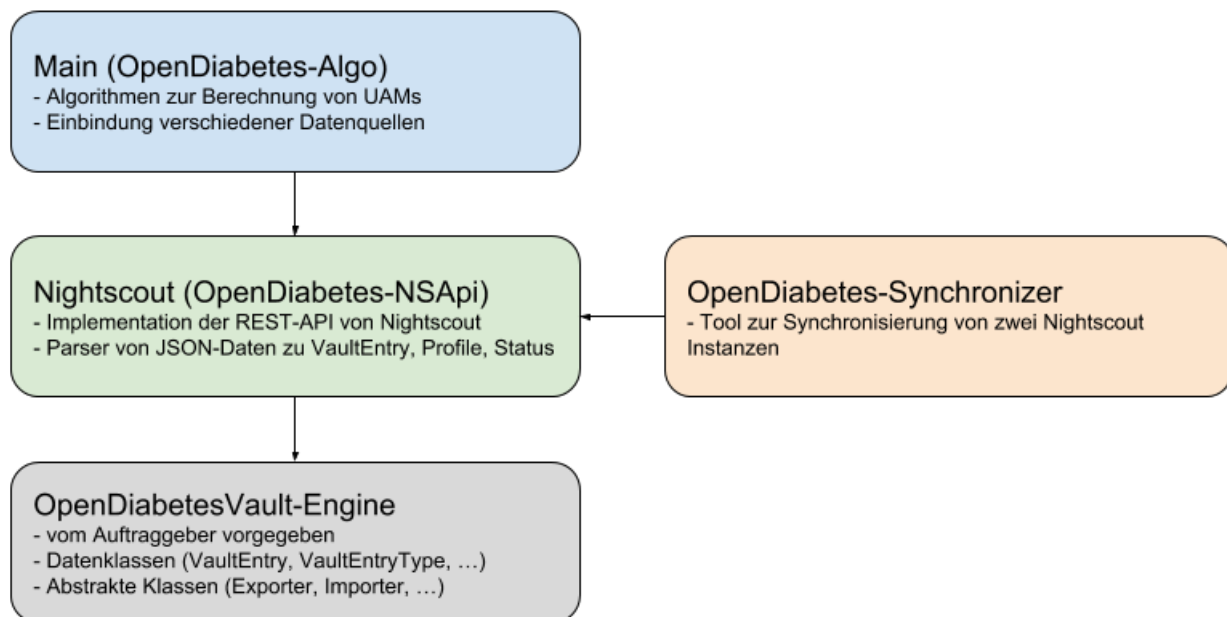 Main (OpenDiabetes-Algo)
- Algorithmen zur Berechnung von UAMs
- Einbindung verschiedener Datenquellen
Nightscout (OpenDiabetes-NSApi)
- Implementation der REST-API von Nightscout
- Parser von JSON-Daten zu VaultEntry, Profile, Status
OpenDiabetes-Synchronizer
- Tool zur Synchronisierung von zwei Nightscout
Instanzen
OpenDiabetesVault-Engine
- vom Auftraggeber vorgegeben
- Datenklassen (VaultEntry, VaultEntryType, …)
- Abstrakte Klassen (Exporter, Importer, …)